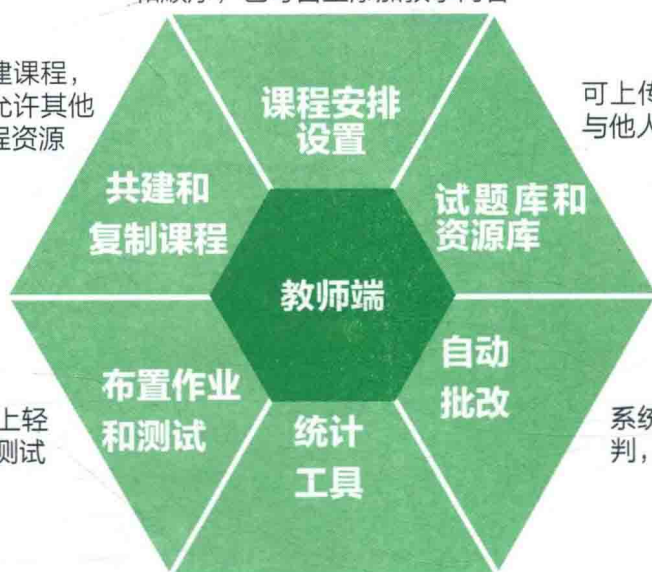 建课程，
允许其他
程资源
可上传
与他人
课程安排
设置
共建和
复制课程
试题库和
资源库
教师端
自动
批改
布置作业
和测试
统计
工具
上轻
测试
系统
判，